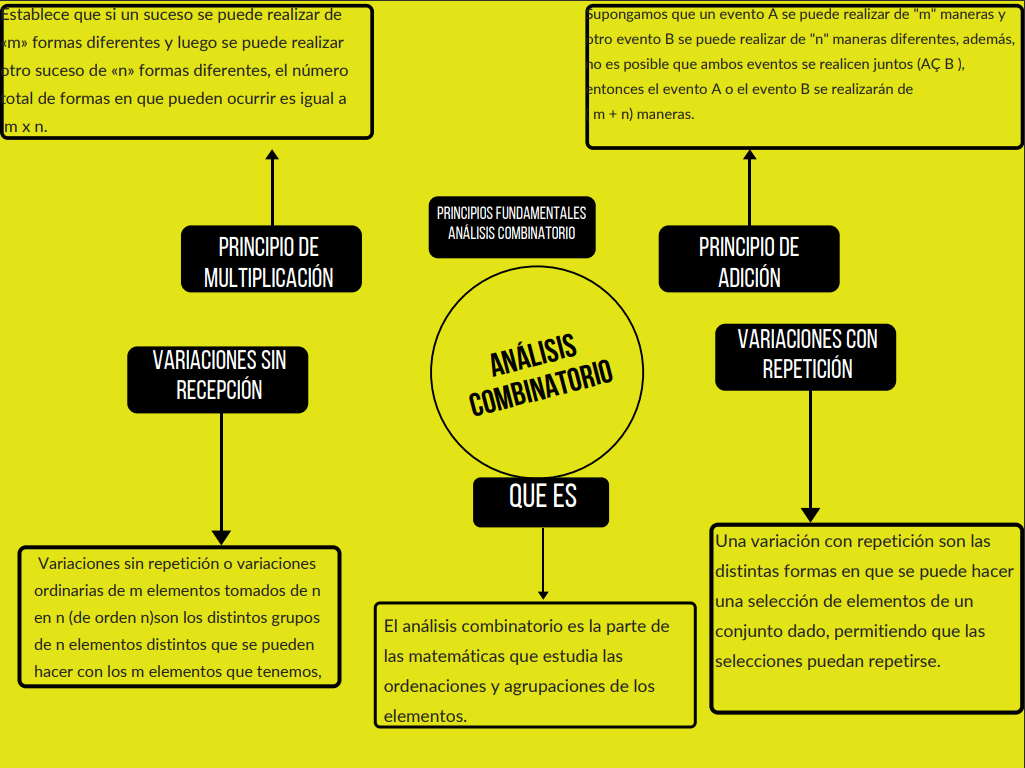 Establece que si un suceso se puede realizar de
«m» formas diferentes y luego se puede realizar
otro suceso de «n» formas diferentes, el número
total de formas en que pueden ocurrir es igual a
m x n.
Supongamos que un evento A se puede realizar de "m" maneras y
otro evento B se puede realizar de "n" maneras diferentes, además,
no es posible que ambos eventos se realicen juntos (AÇ B ),
entonces el evento A o el evento B se realizarán de
( m + n) maneras.
PRINCIPIOS FUNDAMENTALES
ANÁLISIS COMBINATORIO
PRINCIPIO DE
MULTIPLICACIÓN
PRINCIPIO DE
ADICIÓN
VARIACIONES SIN
RECEPCIÓN
ANÁLISIS
COMBINATORIO
VARIACIONES CON
REPETICIÓN
QUE ES
Variaciones sin repetición o variaciones
ordinarias de m elementos tomados de n
en n (de orden n)son los distintos grupos
de n elementos distintos que se pueden
hacer con los m elementos que tenemos,
El análisis combinatorio es la parte de
las matemáticas que estudia las
ordenaciones y agrupaciones de los
elementos.
Una variación con repetición son las
distintas formas en que se puede hacer
una selección de elementos de un
conjunto dado, permitiendo que las
selecciones puedan repetirse.